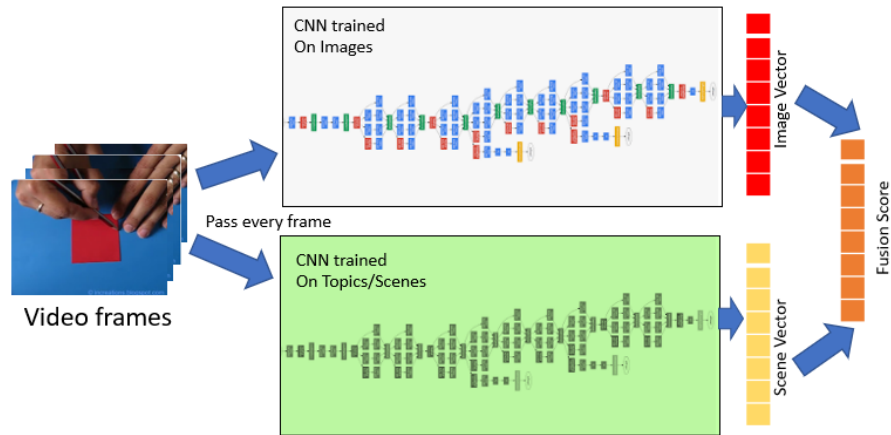 CNN trained
On Images
Image Vector
Pass every frame
CNN trained
On Topics/Scenes
Video frames
Scene Vector
Fusion Score